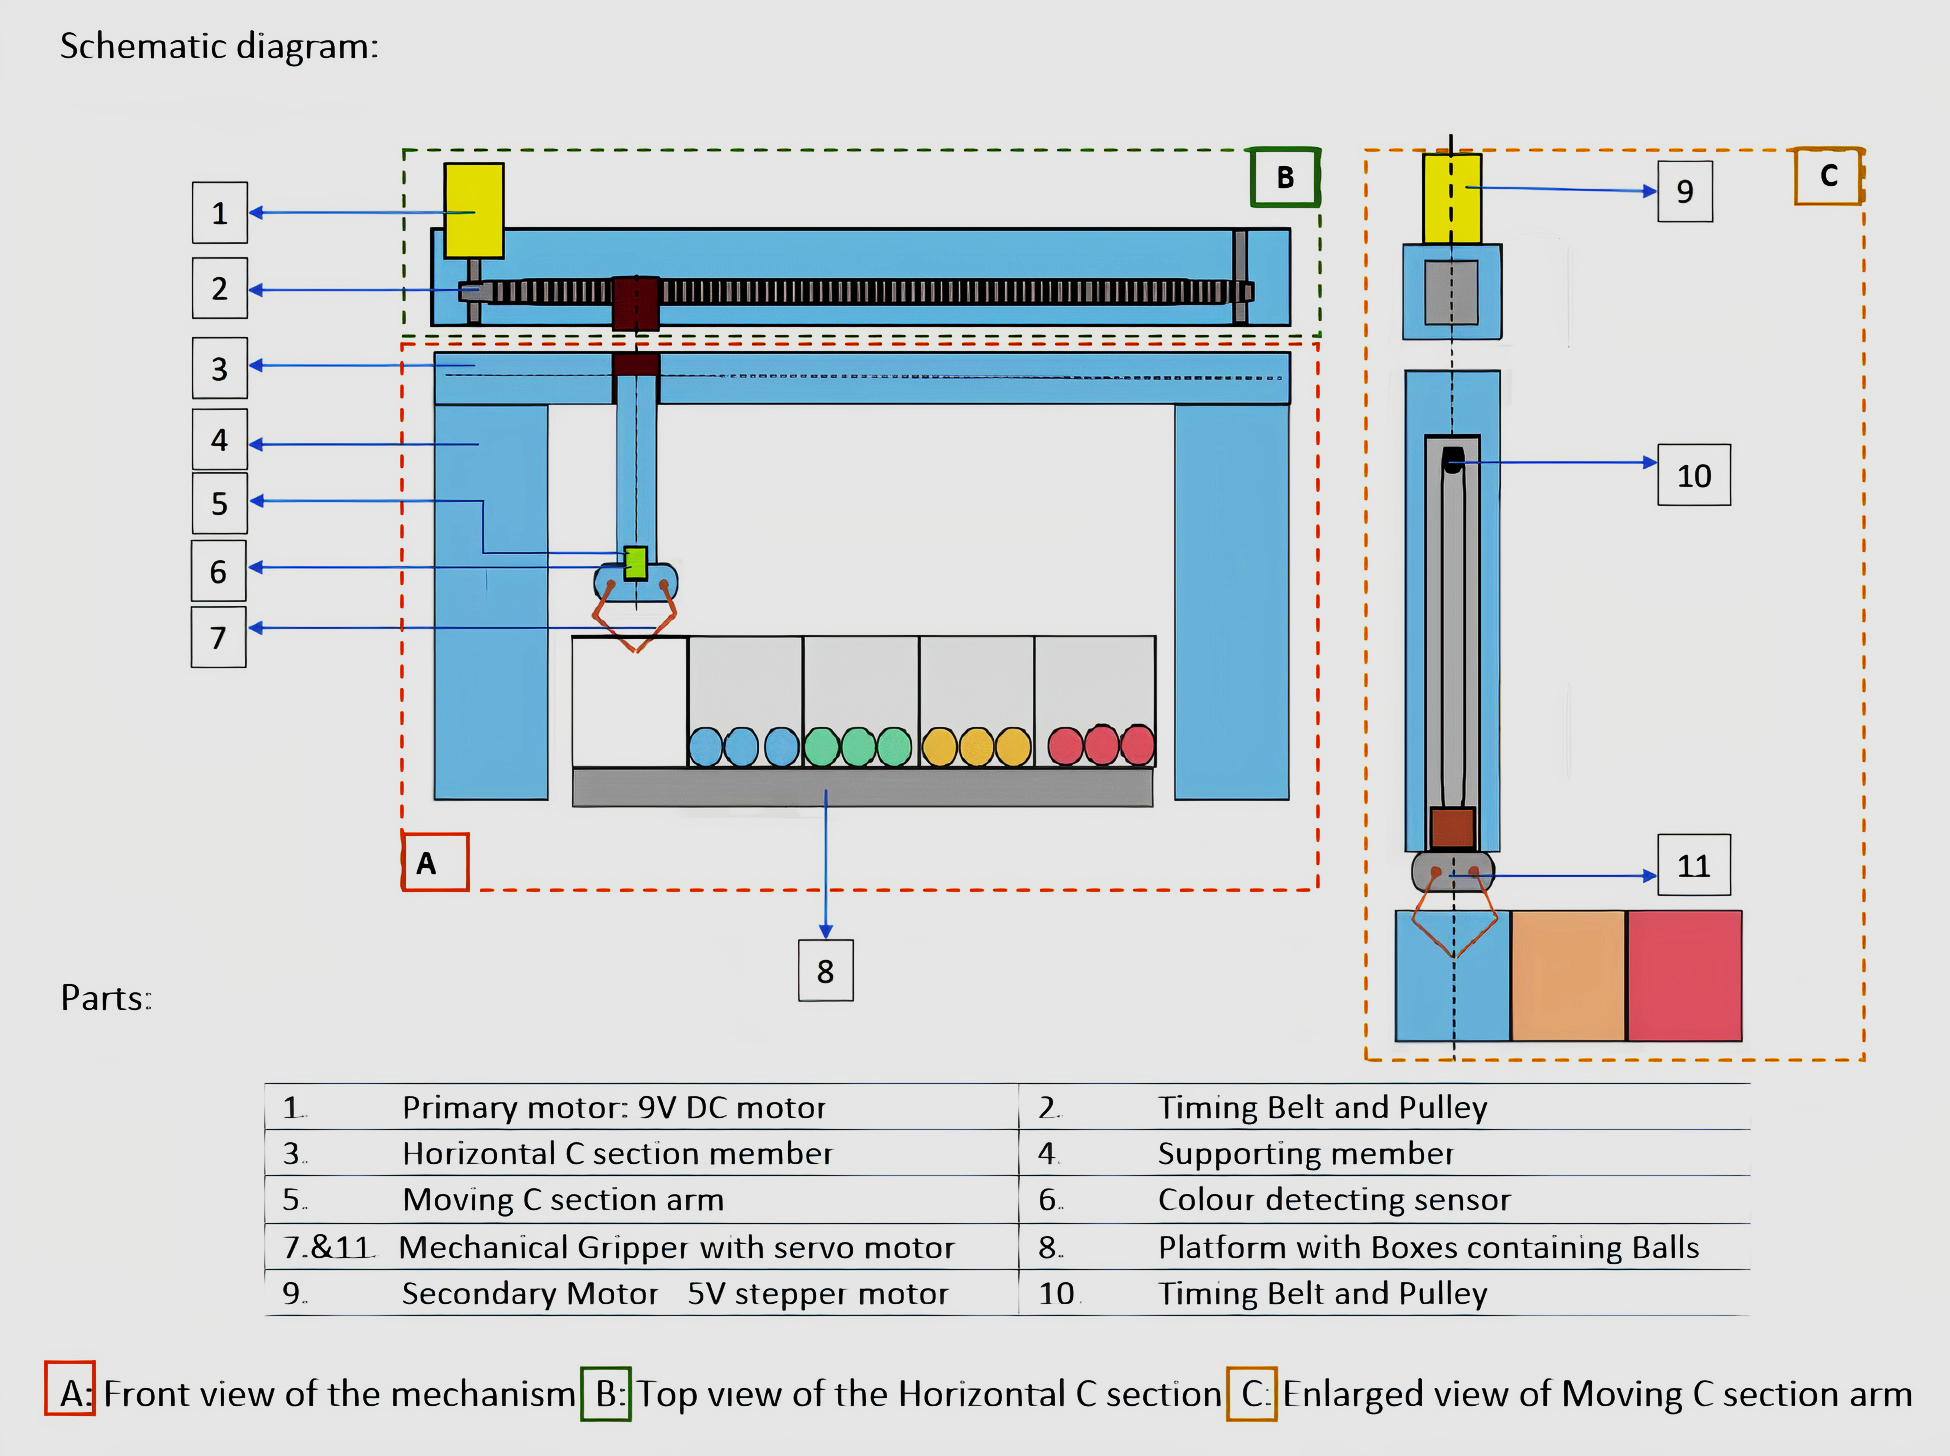 Schematic diagram:
B
C
1
9
2
3
4
10
5
6
7
A
11
8
Parts:
1. Primary motor: 9V DC motor 2. Timing Belt and Pulley
3. Horizontal C section member 4. Supporting member
5. Moving C section arm 6. Colour detecting sensor
7.&11 Mechanical Gripper with servo motor 8. Platform with Boxes containing Balls
9. Secondary Motor 5V stepper motor 10. Timing Belt and Pulley
A: Front view of the mechanism B: Top view of the Horizontal C section C: Enlarged view of Moving C section arm